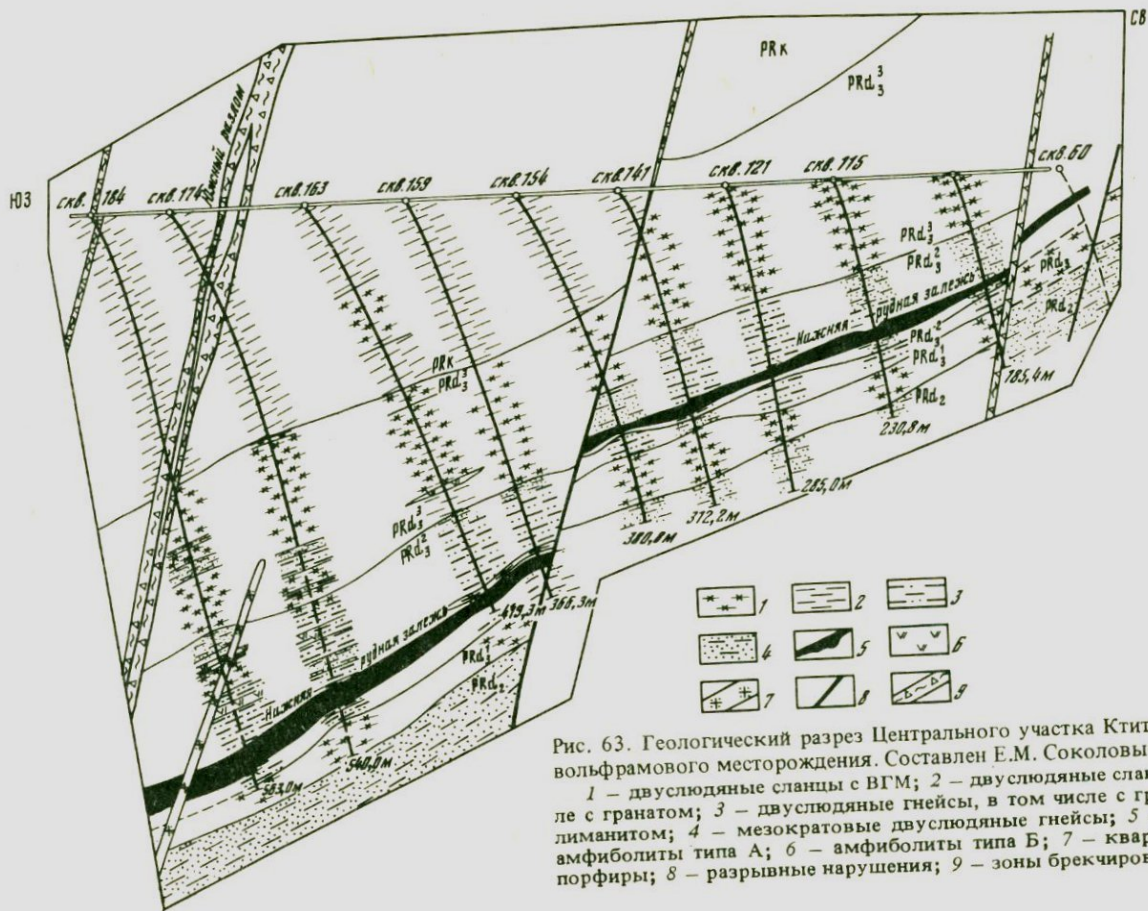 СВ
PRк
PRd₃³
Южный разлом
ЮЗ
скв. 184
скв. 174
скв. 163
скв. 159
скв. 154
скв. 141
скв. 121
скв. 115
скв. 60
PRd₃³
PRd₃²
PRd₃
PRd₂
Нижняя рудная залежь
PRd₃²
PRd₃¹
PRd₂
PRк
PRd₃³
185,4м
230,8м
285,0м
312,2м
380,8м
PRd₃³
PRd₃²
419,3м
366,3м
Нижняя рудная залежь
PRd₃¹
PRd₂
540,0м
563,0м
1
2
3
4
5
6
7
8
9
Рис. 63. Геологический разрез Центрального участка Ктит
вольфрамового месторождения. Составлен Е.М. Соколовы
1 — двуслюдяные сланцы с ВГМ; 2 — двуслюдяные слан
ле с гранатом; 3 — двуслюдяные гнейсы, в том числе с гр
лиманитом; 4 — мезократовые двуслюдяные гнейсы; 5
амфиболиты типа А; 6 — амфиболиты типа Б; 7 — квар
порфиры; 8 — разрывные нарушения; 9 — зоны брекчиров